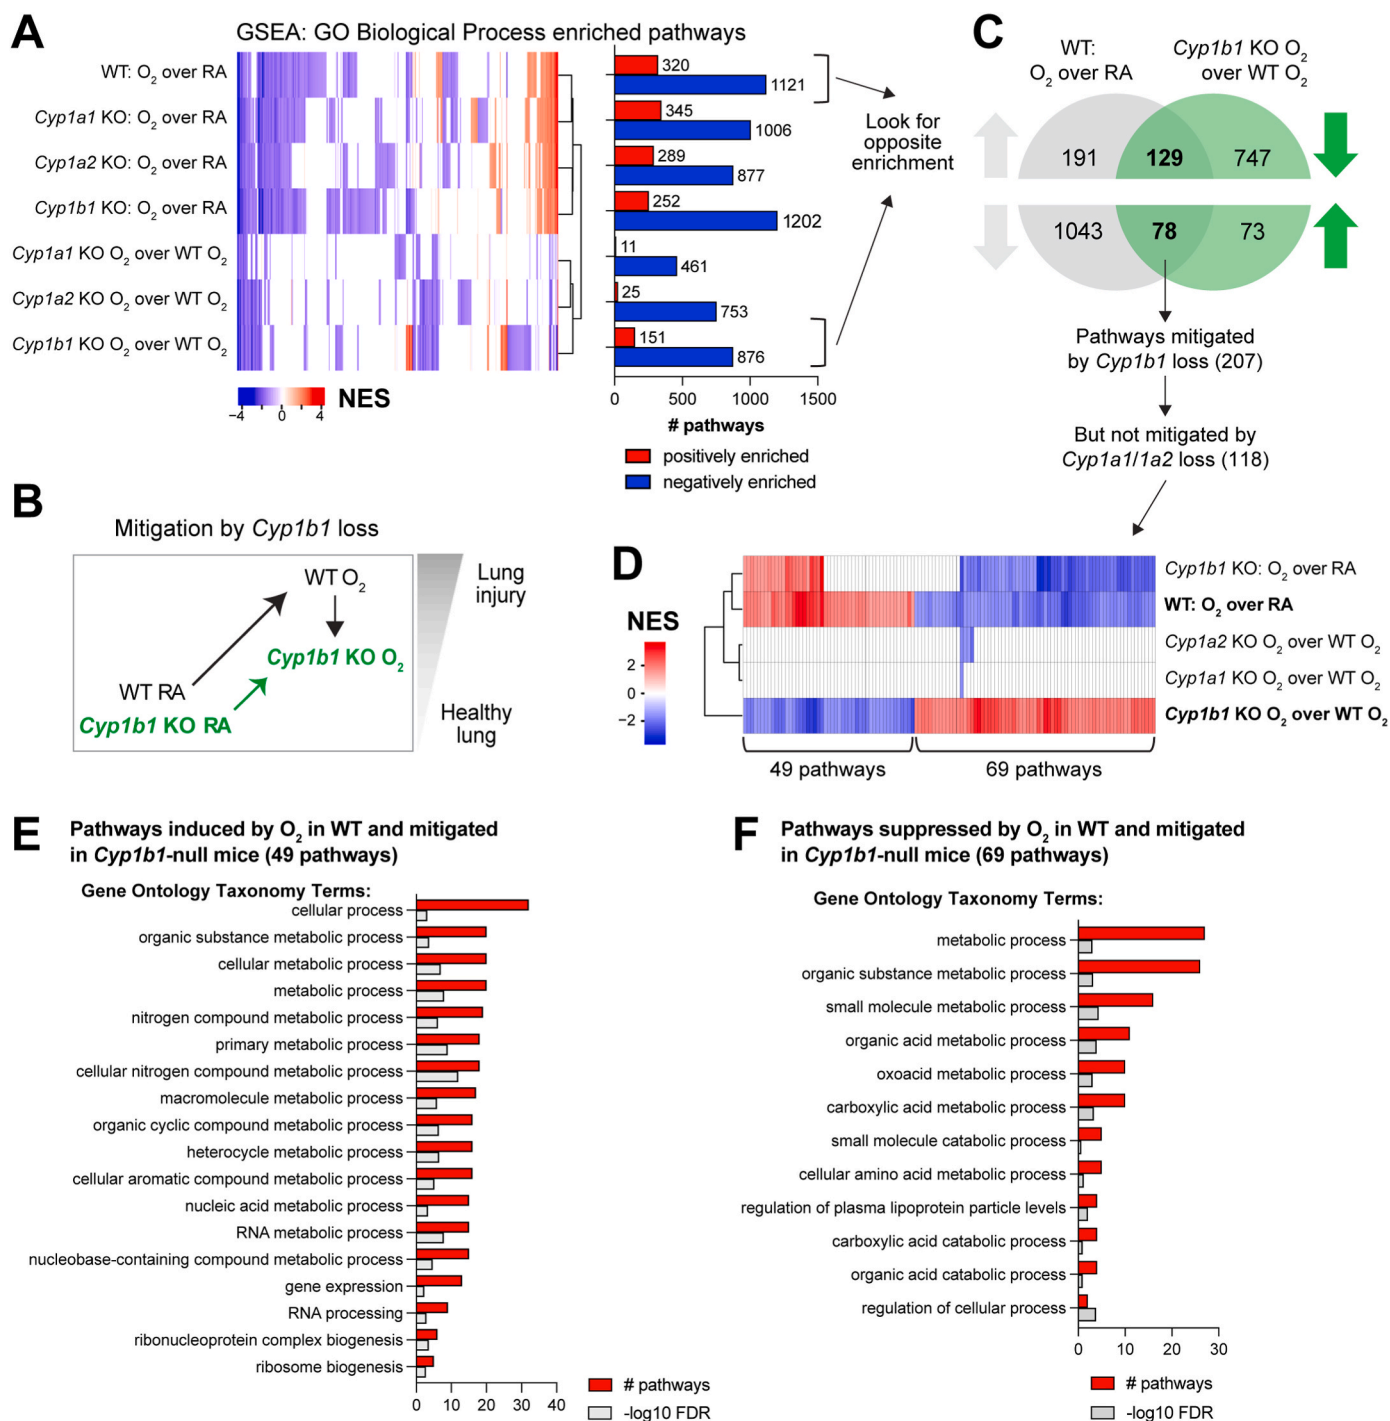 A
GSEA: GO Biological Process enriched pathways
WT: O2 over RA
Cyp1a1 KO: O2 over RA
Cyp1a2 KO: O2 over RA
Cyp1b1 KO: O2 over RA
Cyp1a1 KO O2 over WT O2
Cyp1a2 KO O2 over WT O2
Cyp1b1 KO O2 over WT O2
−4 0 4
NES
320
1121
345
1006
289
877
252
1202
11
461
25
753
151
876
0 500 1000 1500
# pathways
positively enriched
negatively enriched
Look for
opposite
enrichment
B
Mitigation by Cyp1b1 loss
WT O2
Cyp1b1 KO O2
WT RA
Cyp1b1 KO RA
Lung
injury
Healthy
lung
C
WT:
O2 over RA
Cyp1b1 KO O2
over WT O2
191 129 747
1043 78 73
Pathways mitigated
by Cyp1b1 loss (207)
But not mitigated by
Cyp1a1/1a2 loss (118)
D
NES
2
0
−2
Cyp1b1 KO: O2 over RA
WT: O2 over RA
Cyp1a2 KO O2 over WT O2
Cyp1a1 KO O2 over WT O2
Cyp1b1 KO O2 over WT O2
49 pathways 69 pathways
E
Pathways induced by O2 in WT and mitigated
in Cyp1b1-null mice (49 pathways)
Gene Ontology Taxonomy Terms:
cellular process
organic substance metabolic process
cellular metabolic process
metabolic process
nitrogen compound metabolic process
primary metabolic process
cellular nitrogen compound metabolic process
macromolecule metabolic process
organic cyclic compound metabolic process
heterocycle metabolic process
cellular aromatic compound metabolic process
nucleic acid metabolic process
RNA metabolic process
nucleobase-containing compound metabolic process
gene expression
RNA processing
ribonucleoprotein complex biogenesis
ribosome biogenesis
0 10 20 30 40
# pathways
-log10 FDR
F
Pathways suppressed by O2 in WT and mitigated
in Cyp1b1-null mice (69 pathways)
Gene Ontology Taxonomy Terms:
metabolic process
organic substance metabolic process
small molecule metabolic process
organic acid metabolic process
oxoacid metabolic process
carboxylic acid metabolic process
small molecule catabolic process
cellular amino acid metabolic process
regulation of plasma lipoprotein particle levels
carboxylic acid catabolic process
organic acid catabolic process
regulation of cellular process
0 10 20 30
# pathways
-log10 FDR